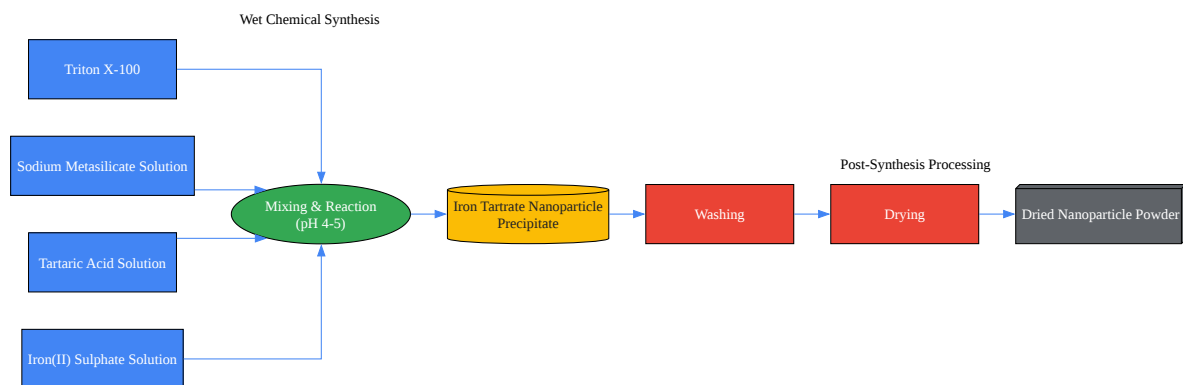 Wet Chemical Synthesis
Triton X-100
Sodium Metasilicate Solution
Tartaric Acid Solution
Iron(II) Sulphate Solution
Mixing & Reaction
(pH 4-5)
Iron Tartrate Nanoparticle
Precipitate
Post-Synthesis Processing
Washing
Drying
Dried Nanoparticle Powder